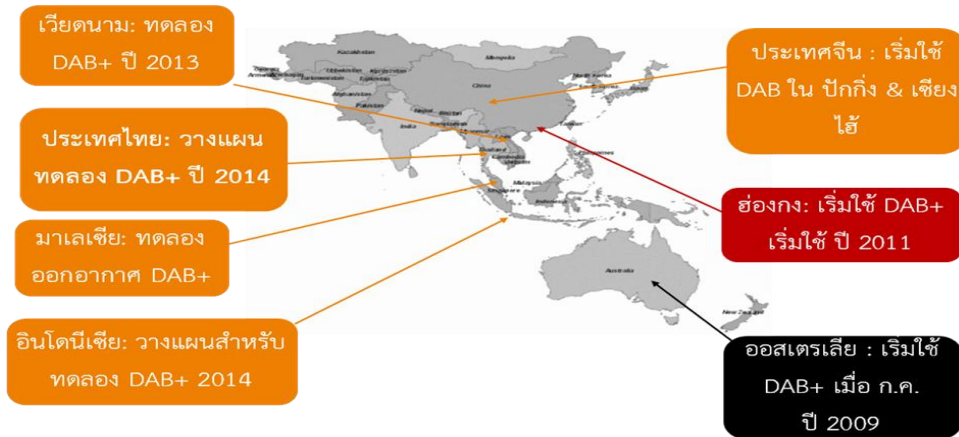 เวียดนาม: ทดลอง
DAB+ ปี 2013
ประเทศไทย: วางแผน
ทดลอง DAB+ ปี 2014
มาเลเซีย: ทดลอง
ออกอากาศ DAB+
อินโดนีเซีย: วางแผนสำหรับ
ทดลอง DAB+ 2014
ประเทศจีน : เริ่มใช้
DAB ใน ปักกิ่ง & เซียง
ไฮ้
ฮ่องกง: เริ่มใช้ DAB+
เริ่มใช้ ปี 2011
ออสเตรเลีย : เริ่มใช้
DAB+ เมื่อ ก.ค.
ปี 2009
Kazakhstan
Mongolia
China
Afghanistan
Pakistan
Nepal
Bhutan
India
Thailand
Cambodia
Malaysia
Singapore
Indonesia
Australia
New Zealand